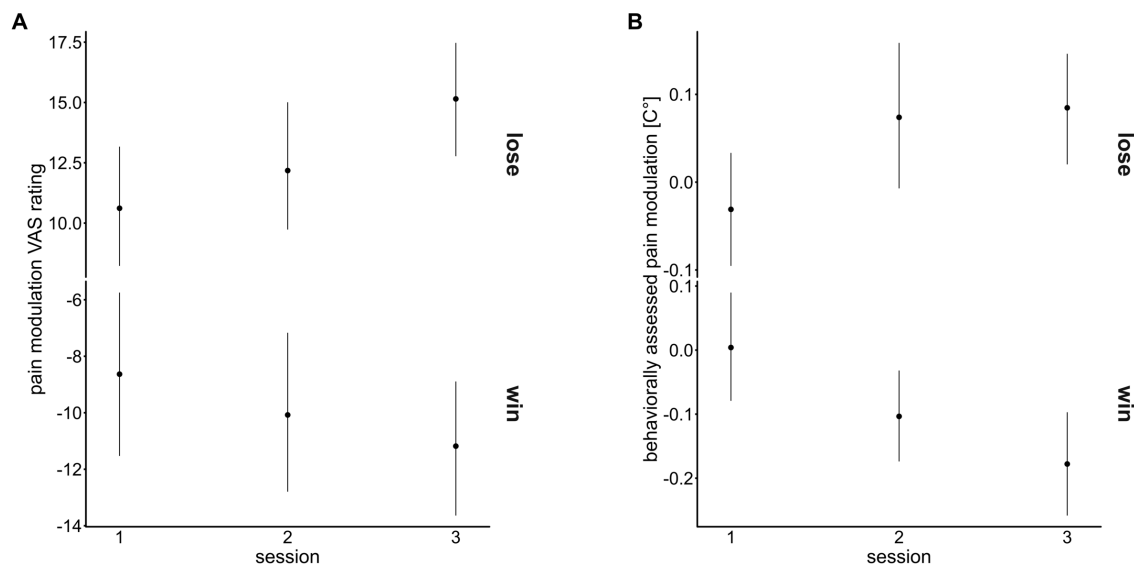 A
pain modulation VAS rating
17.5
15.0
12.5
10.0
lose
-6
-8
-10
-12
-14
win
1 2 3
session
B
behaviorally assessed pain modulation [C°]
0.1
0.0
-0.1
lose
0.1
0.0
-0.1
-0.2
win
1 2 3
session